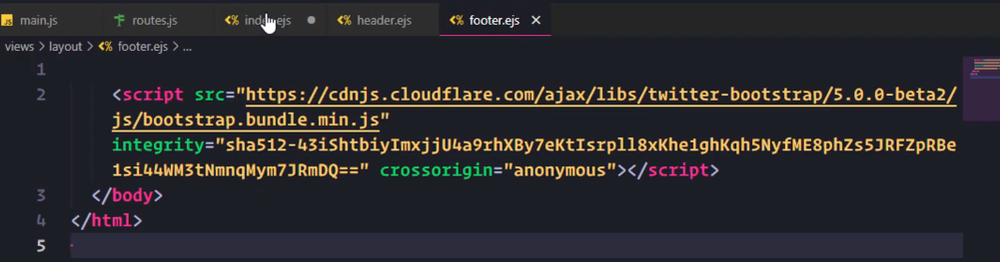 JS main.js routes.js <% index.ejs <% header.ejs <% footer.ejs
views > layout > <% footer.ejs > ...
1
2 <script src="https://cdnjs.cloudflare.com/ajax/libs/twitter-bootstrap/5.0.0-beta2/
js/bootstrap.bundle.min.js"
integrity="sha512-43iShtbiyImxjjU4a9rhXBy7eKtIsrpll8xKhe1ghKqh5NyfME8phZs5JRFZpRBe
1si44WM3tNmnqMym7JRmDQ==" crossorigin="anonymous"></script>
3 </body>
4 </html>
5